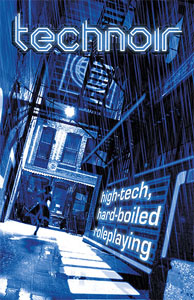 technoir
high-tech,
hard-boiled
roleplaying